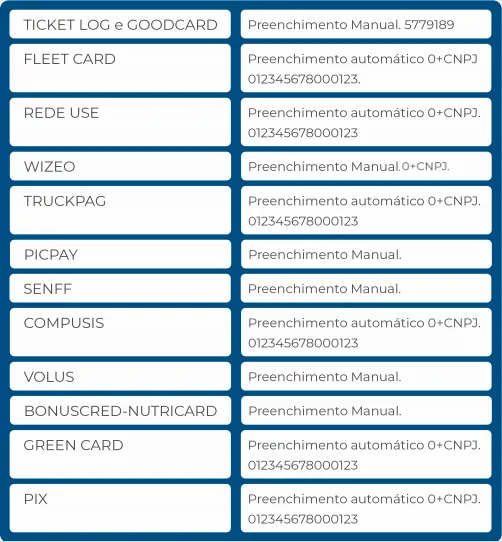 TICKET LOG e GOODCARD
Preenchimento Manual. 5779189
FLEET CARD
Preenchimento automático 0+CNPJ
012345678000123.
REDE USE
Preenchimento automático 0+CNPJ.
012345678000123
WIZEO
Preenchimento Manual.0+CNPJ.
TRUCKPAG
Preenchimento automático 0+CNPJ.
012345678000123
PICPAY
Preenchimento Manual.
SENFF
Preenchimento Manual.
COMPUSIS
Preenchimento automático 0+CNPJ.
012345678000123
VOLUS
Preenchimento Manual.
BONUSCRED-NUTRICARD
Preenchimento Manual.
GREEN CARD
Preenchimento automático 0+CNPJ.
012345678000123
PIX
Preenchimento automático 0+CNPJ.
012345678000123